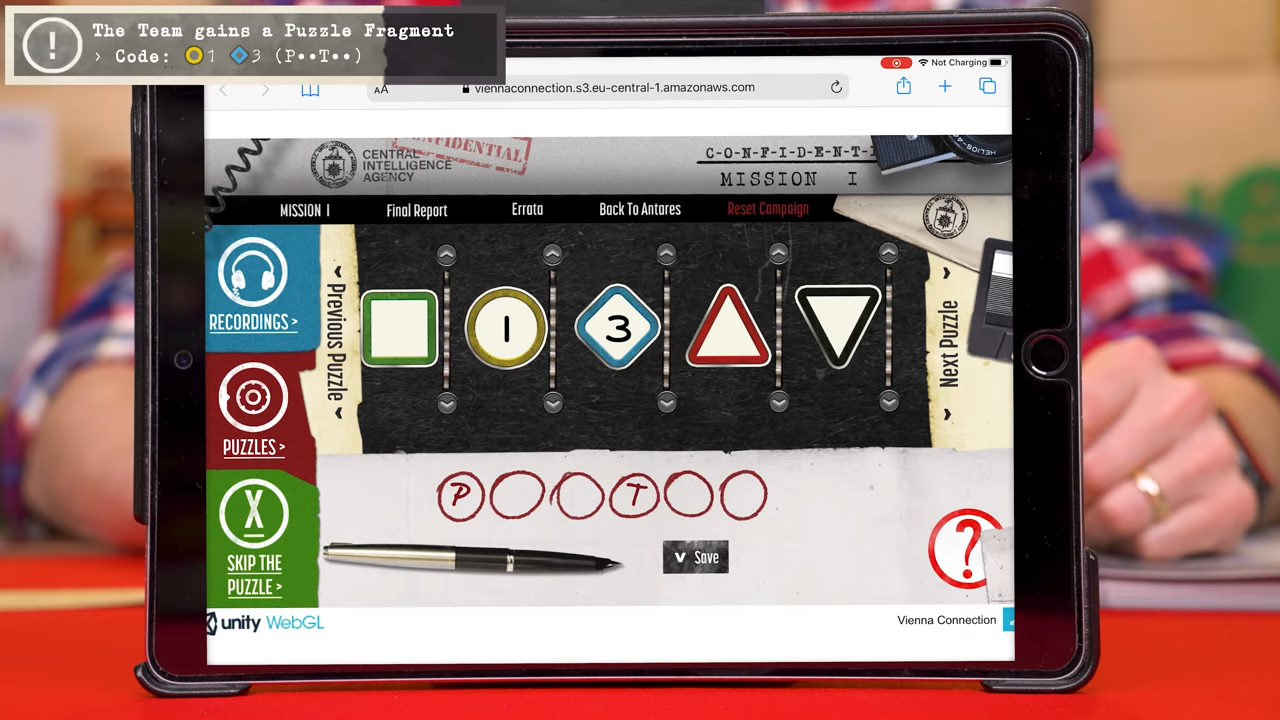 The Team gains a Puzzle Fragment
› Code: 1 3 (P••T••)
Not Charging
AA viennaconnection.s3.eu-central-1.amazonaws.com
CONFIDENTIAL
CENTRAL
INTELLIGENCE
AGENCY
C-O-N-F-I-D-E-N-T-I
MISSION I
HELIOS-40
MISSION I
Final Report
Errata
Back To Antares
Reset Campaign
RECORDINGS >
PUZZLES >
X
SKIP THE
PUZZLE >
Previous Puzzle
1
3
Next Puzzle
P T
Save
?
unity WebGL
Vienna Connection